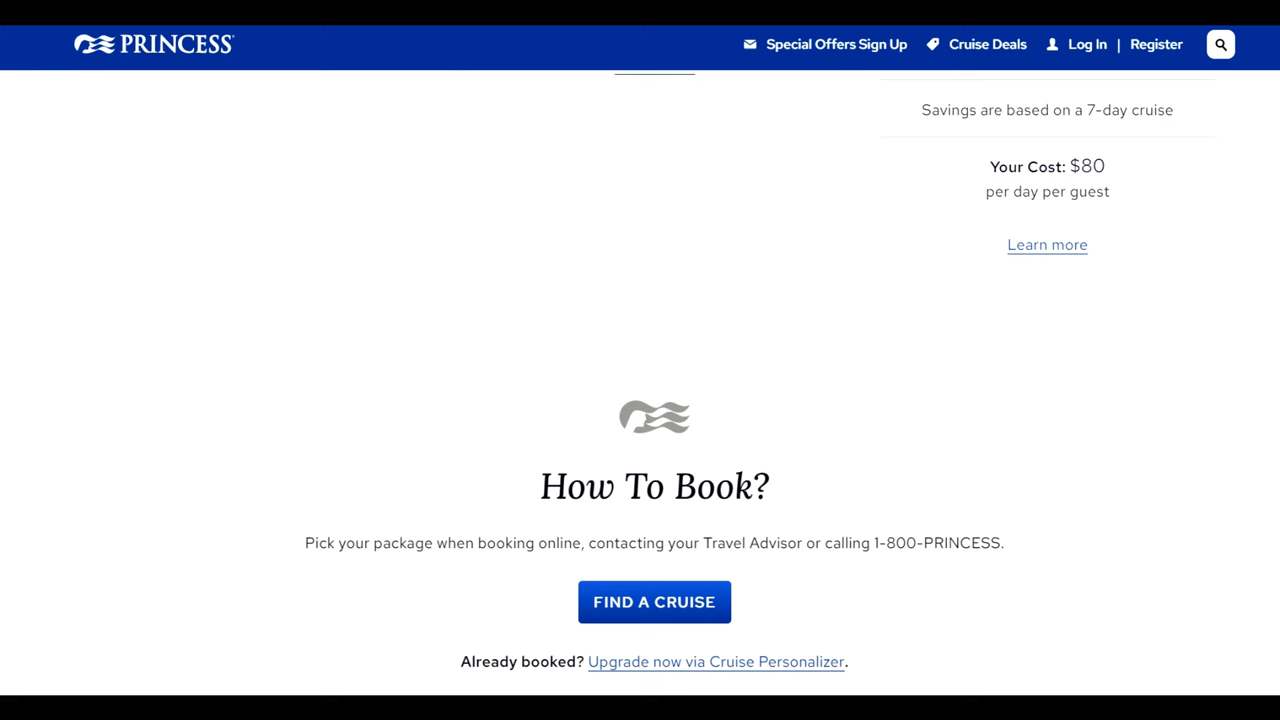 PRINCESS
Special Offers Sign Up Cruise Deals Log In | Register
Savings are based on a 7-day cruise
Your Cost: $80
per day per guest
Learn more
How To Book?
Pick your package when booking online, contacting your Travel Advisor or calling 1-800-PRINCESS.
FIND A CRUISE
Already booked? Upgrade now via Cruise Personalizer.